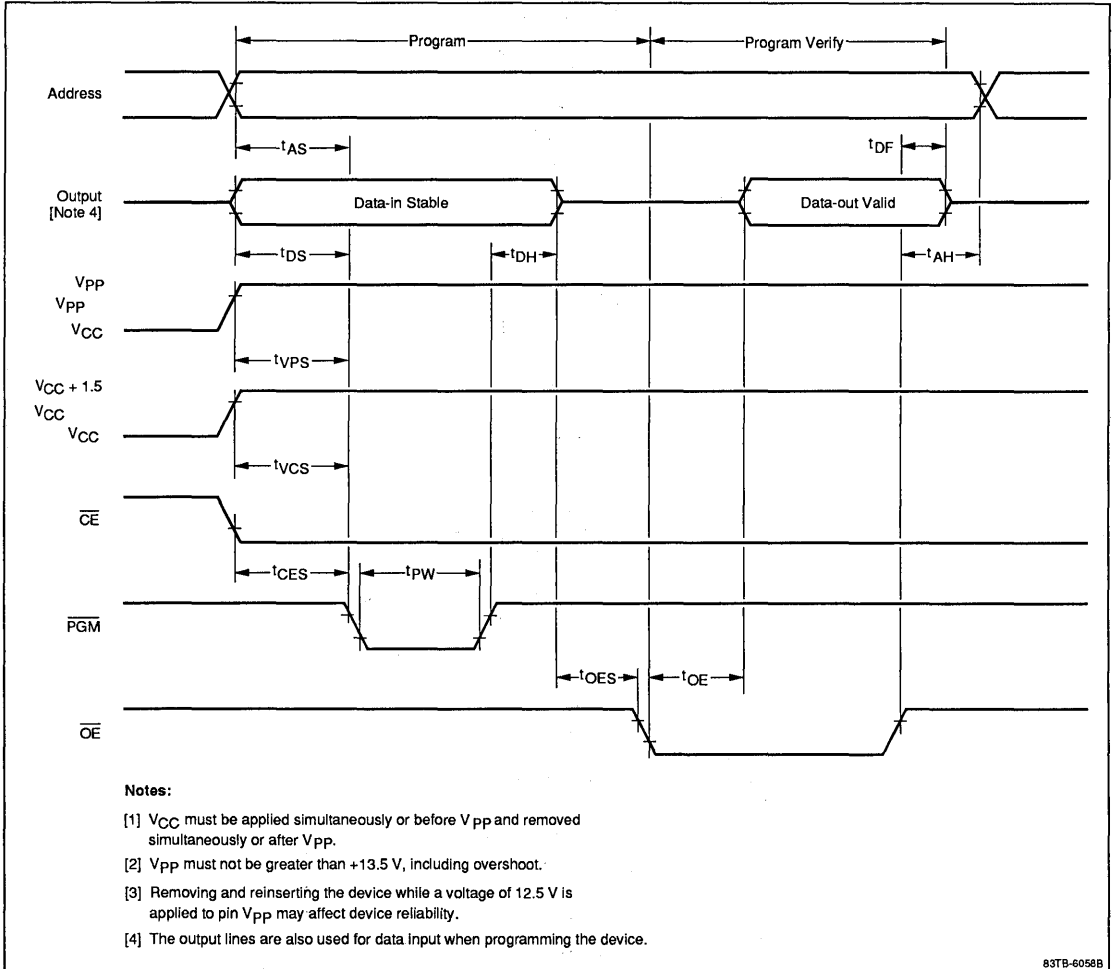 Program
Program Verify
Address
tAS
tDF
Output
[Note 4]
Data-in Stable
Data-out Valid
tDS
tDH
tAH
VPP
VPP
VCC
tVPS
VCC + 1.5
VCC
VCC
tVCS
CE
tCES
tPW
PGM
tOES
tOE
OE
Notes:
[1] VCC must be applied simultaneously or before VPP and removed
simultaneously or after VPP.
[2] VPP must not be greater than +13.5 V, including overshoot.
[3] Removing and reinserting the device while a voltage of 12.5 V is
applied to pin VPP may affect device reliability.
[4] The output lines are also used for data input when programming the device.
83TB-6058B